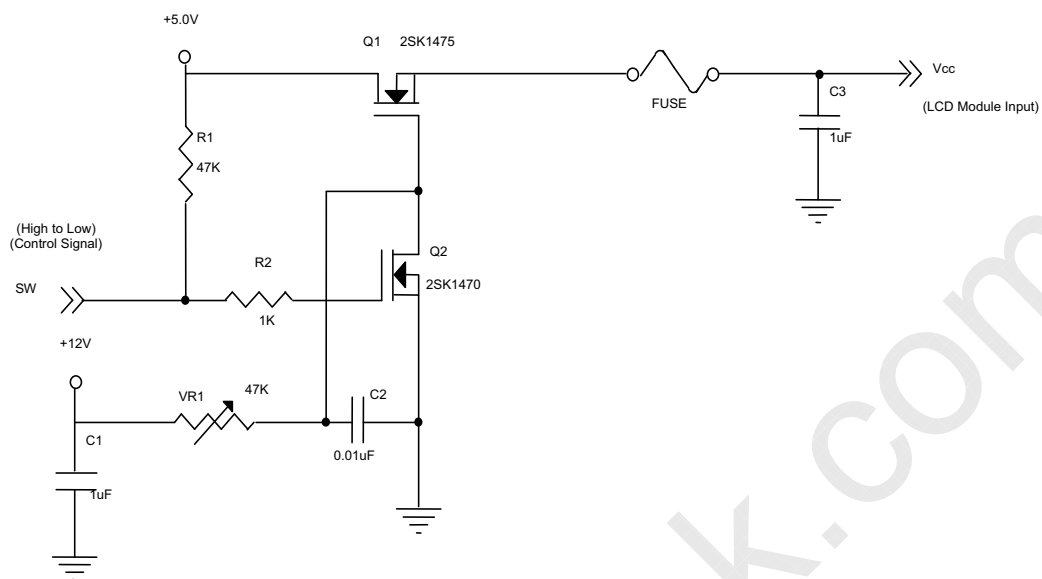 +5.0V
Q1 2SK1475
Vcc
FUSE
C3
(LCD Module Input)
R1
1uF
47K
(High to Low)
(Control Signal)
Q2
R2
SW
2SK1470
1K
+12V
VR1
47K
C2
C1
0.01uF
1uF
k.com